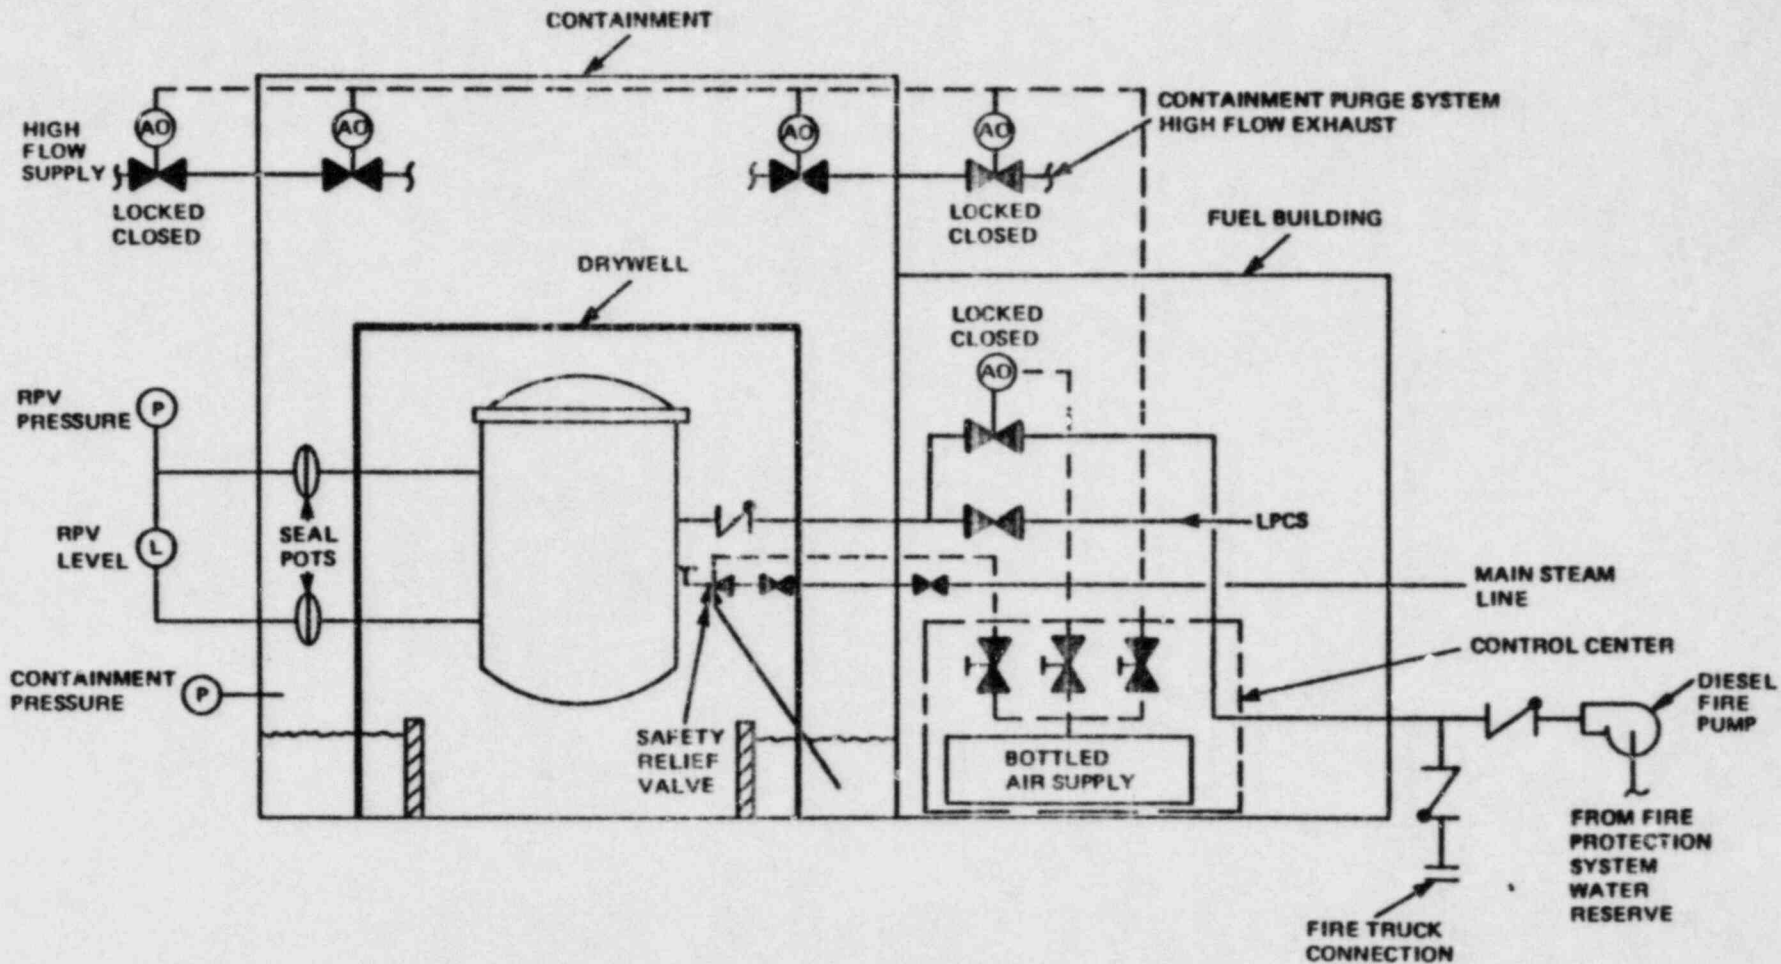 CONTAINMENT
AO
AO
AO
AO
CONTAINMENT PURGE SYSTEM
HIGH FLOW EXHAUST
HIGH
FLOW
SUPPLY
LOCKED
CLOSED
LOCKED
CLOSED
FUEL BUILDING
DRYWELL
LOCKED
CLOSED
AO
RPV
PRESSURE
P
RPV
LEVEL
L
SEAL
POTS
LPCS
MAIN STEAM
LINE
CONTROL CENTER
CONTAINMENT
PRESSURE
P
SAFETY
RELIEF
VALVE
BOTTLED
AIR SUPPLY
DIESEL
FIRE
PUMP
FROM FIRE
PROTECTION
SYSTEM
WATER
RESERVE
FIRE TRUCK
CONNECTION